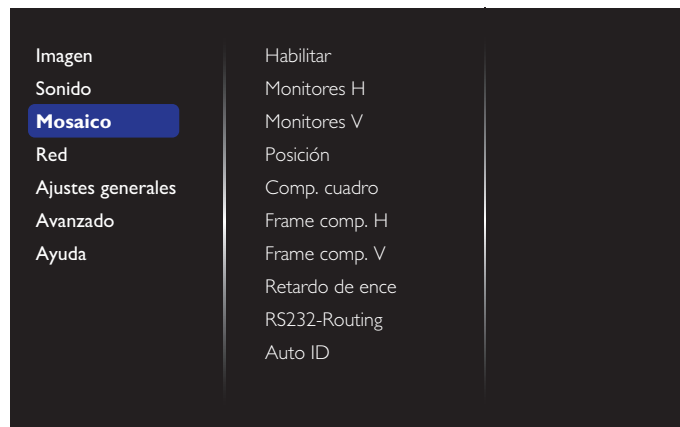 Imagen
Sonido
Mosaico
Red
Ajustes generales
Avanzado
Ayuda
Habilitar
Monitores H
Monitores V
Posición
Comp. cuadro
Frame comp. H
Frame comp. V
Retardo de ence
RS232-Routing
Auto ID